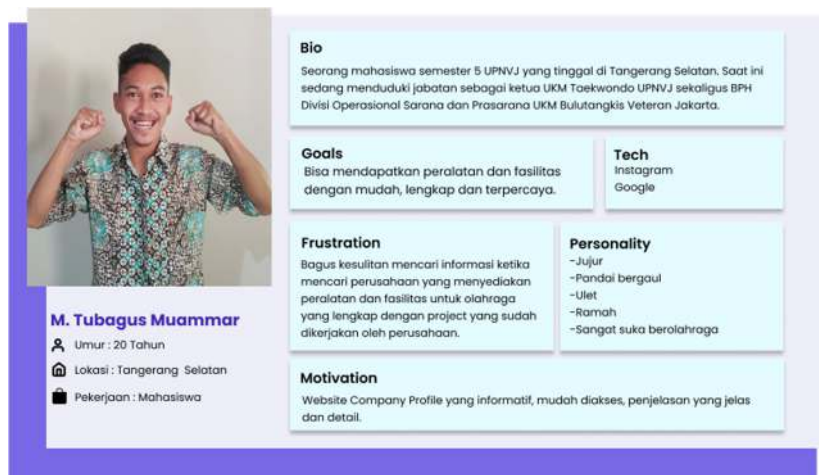 M. Tubagus Muammar
Umur : 20 Tahun
Lokasi : Tangerang Selatan
Pekerjaan : Mahasiswa
Bio
Seorang mahasiswa semester 5 UPNVJ yang tinggal di Tangerang Selatan. Saat ini
sedang menduduki jabatan sebagai ketua UKM Taekwondo UPNVJ sekaligus BPH
Divisi Operasional Sarana dan Prasarana UKM Bulutangkis Veteran Jakarta.
Goals
Bisa mendapatkan peralatan dan fasilitas
dengan mudah, lengkap dan terpercaya.
Tech
Instagram
Google
Frustration
Bagus kesulitan mencari informasi ketika
mencari perusahaan yang menyediakan
peralatan dan fasilitas untuk olahraga
yang lengkap dengan project yang sudah
dikerjakan oleh perusahaan.
Personality
-Jujur
-Pandai bergaul
-Ulet
-Ramah
-Sangat suka berolahraga
Motivation
Website Company Profile yang informatif, mudah diakses, penjelasan yang jelas
dan detail.